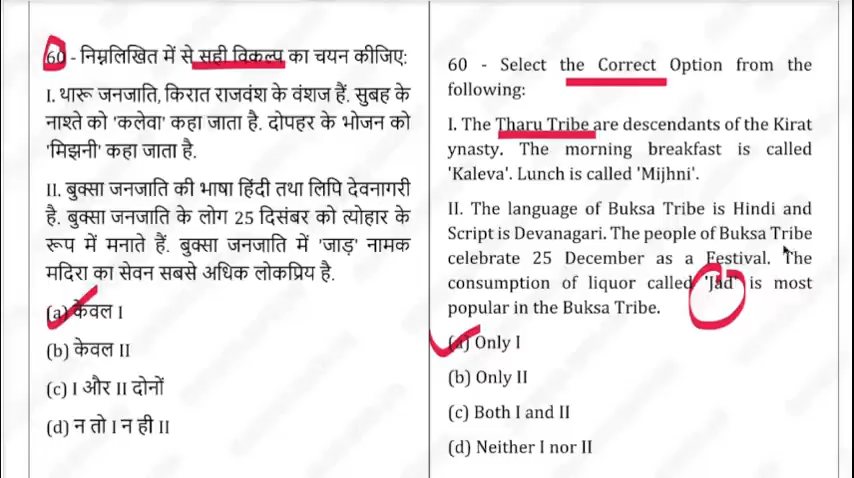 60 - निम्नलिखित में से सही विकल्प का चयन कीजिए:
I. थारू जनजाति, किरात राजवंश के वंशज हैं. सुबह के
नाश्ते को 'कलेवा' कहा जाता है. दोपहर के भोजन को
'मिझनी' कहा जाता है.
II. बुक्सा जनजाति की भाषा हिंदी तथा लिपि देवनागरी
है. बुक्सा जनजाति के लोग 25 दिसंबर को त्योहार के
रूप में मनाते हैं. बुक्सा जनजाति में 'जाड़' नामक
मदिरा का सेवन सबसे अधिक लोकप्रिय है.
(a) केवल I
(b) केवल II
(c) I और II दोनों
(d) न तो I न ही II
60 - Select the Correct Option from the
following:
I. The Tharu Tribe are descendants of the Kirat
ynasty. The morning breakfast is called
'Kaleva'. Lunch is called 'Mijhni'.
II. The language of Buksa Tribe is Hindi and
Script is Devanagari. The people of Buksa Tribe
celebrate 25 December as a Festival. The
consumption of liquor called 'Jad' is most
popular in the Buksa Tribe.
(a) Only I
(b) Only II
(c) Both I and II
(d) Neither I nor II